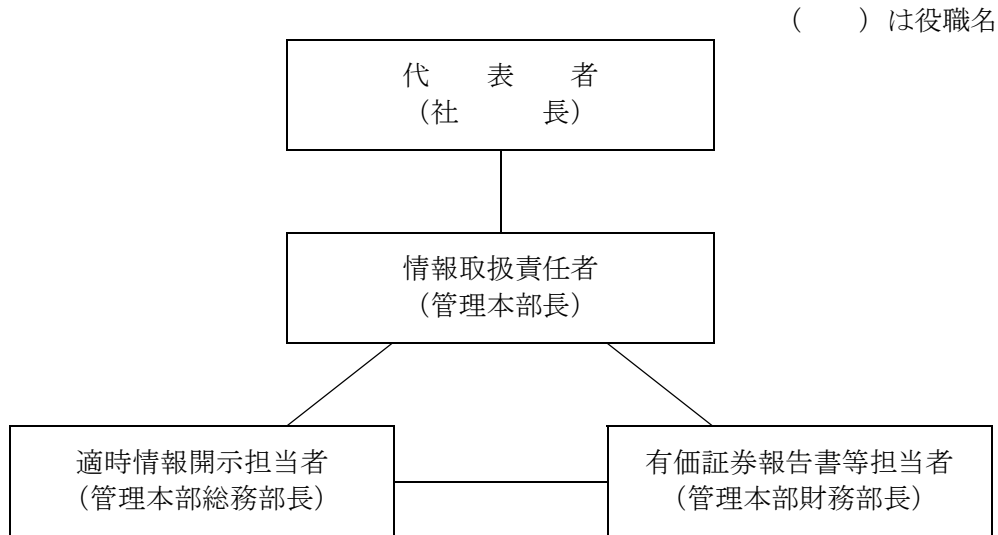 （　　）は役職名
代　　表　　者
（社　　　長）
情報取扱責任者
（管理本部長）
適時情報開示担当者
（管理本部総務部長）
有価証券報告書等担当者
（管理本部財務部長）